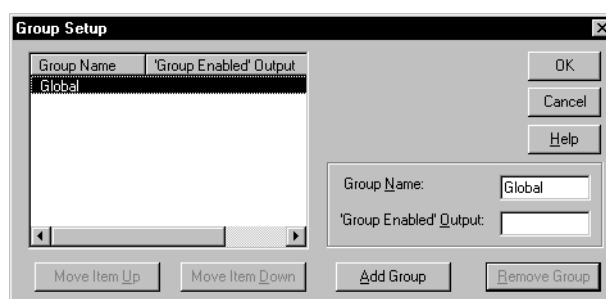 Group Setup
Group Name 'Group Enabled' Output
Global
OK
Cancel
Help
Group Name: Global
'Group Enabled' Output:
Move Item Up Move Item Down Add Group Remove Group